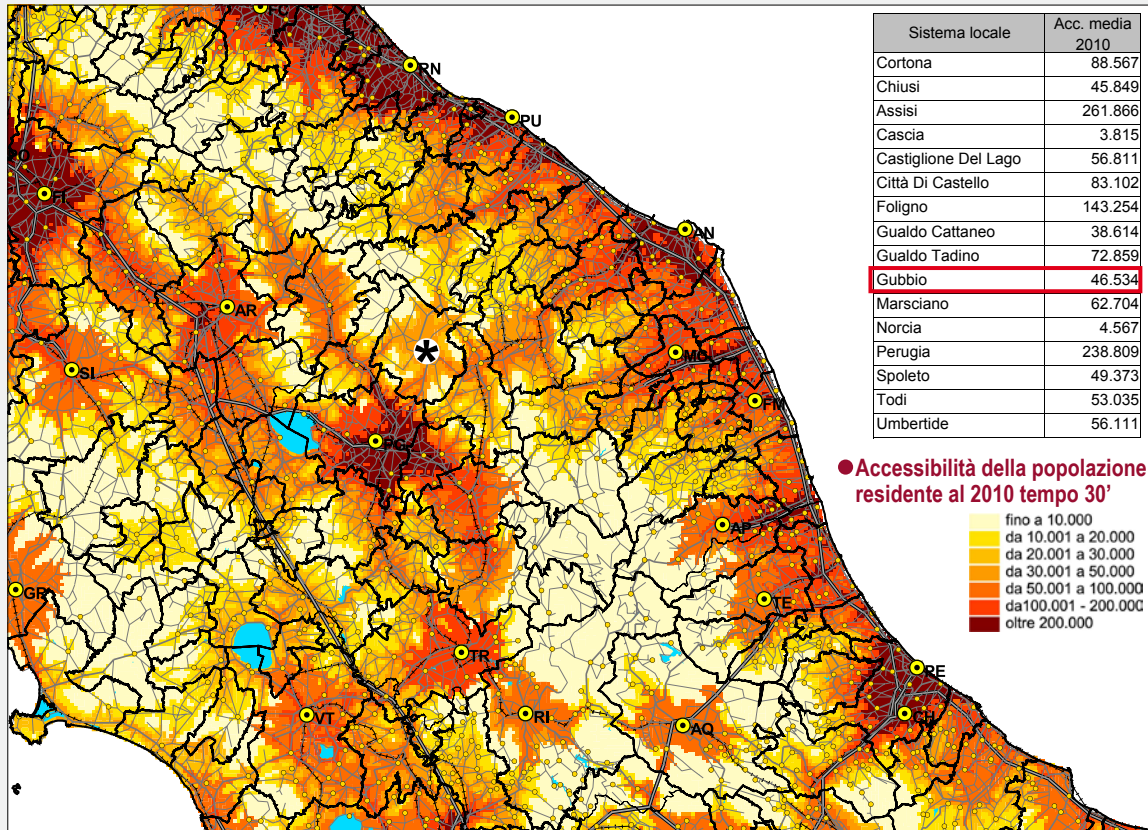 RN
PU
FI
AN
AR
SI
MC
FM
PG
AP
GR
TE
TR
PE
VT
RI
AQ
CH
Sistema locale Acc. media 2010
Cortona 88.567
Chiusi 45.849
Assisi 261.866
Cascia 3.815
Castiglione Del Lago 56.811
Città Di Castello 83.102
Foligno 143.254
Gualdo Cattaneo 38.614
Gualdo Tadino 72.859
Gubbio 46.534
Marsciano 62.704
Norcia 4.567
Perugia 238.809
Spoleto 49.373
Todi 53.035
Umbertide 56.111
Accessibilità della popolazione
residente al 2010 tempo 30'
fino a 10.000
da 10.001 a 20.000
da 20.001 a 30.000
da 30.001 a 50.000
da 50.001 a 100.000
da100.001 - 200.000
oltre 200.000